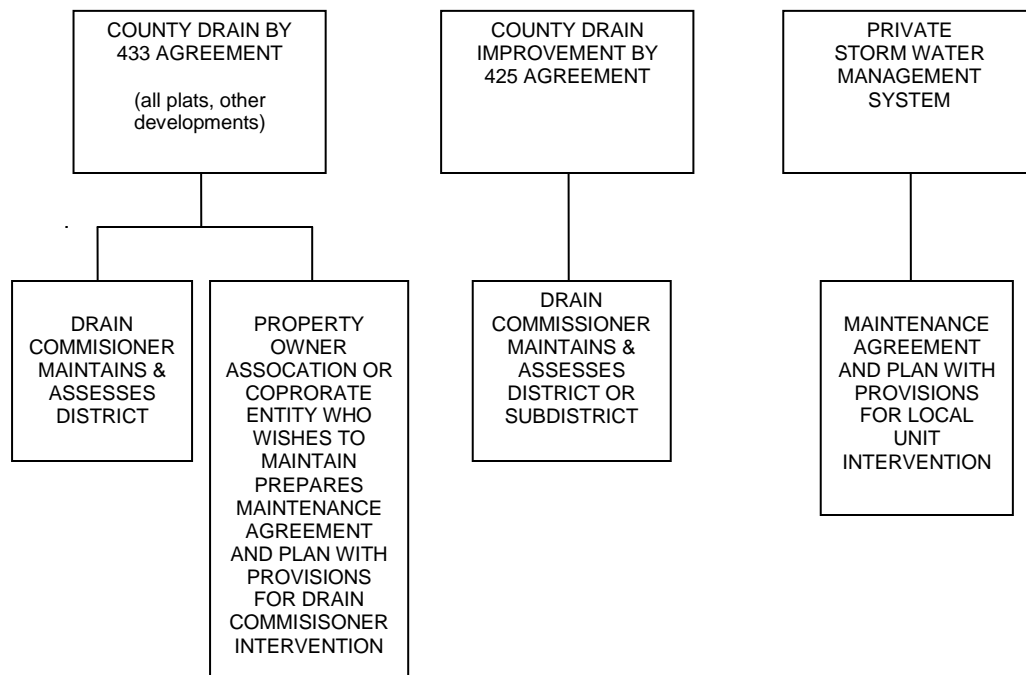 COUNTY DRAIN BY
433 AGREEMENT
(all plats, other
developments)
COUNTY DRAIN
IMPROVEMENT BY
425 AGREEMENT
PRIVATE
STORM WATER
MANAGEMENT
SYSTEM
DRAIN
COMMISIONER
MAINTAINS &
ASSESSES
DISTRICT
PROPERTY
OWNER
ASSOCATION OR
COPRORATE
ENTITY WHO
WISHES TO
MAINTAIN
PREPARES
MAINTENANCE
AGREEMENT
AND PLAN WITH
PROVISIONS
FOR DRAIN
COMMISISONER
INTERVENTION
DRAIN
COMMISSIONER
MAINTAINS &
ASSESSES
DISTRICT OR
SUBDISTRICT
MAINTENANCE
AGREEMENT
AND PLAN WITH
PROVISIONS
FOR LOCAL
UNIT
INTERVENTION